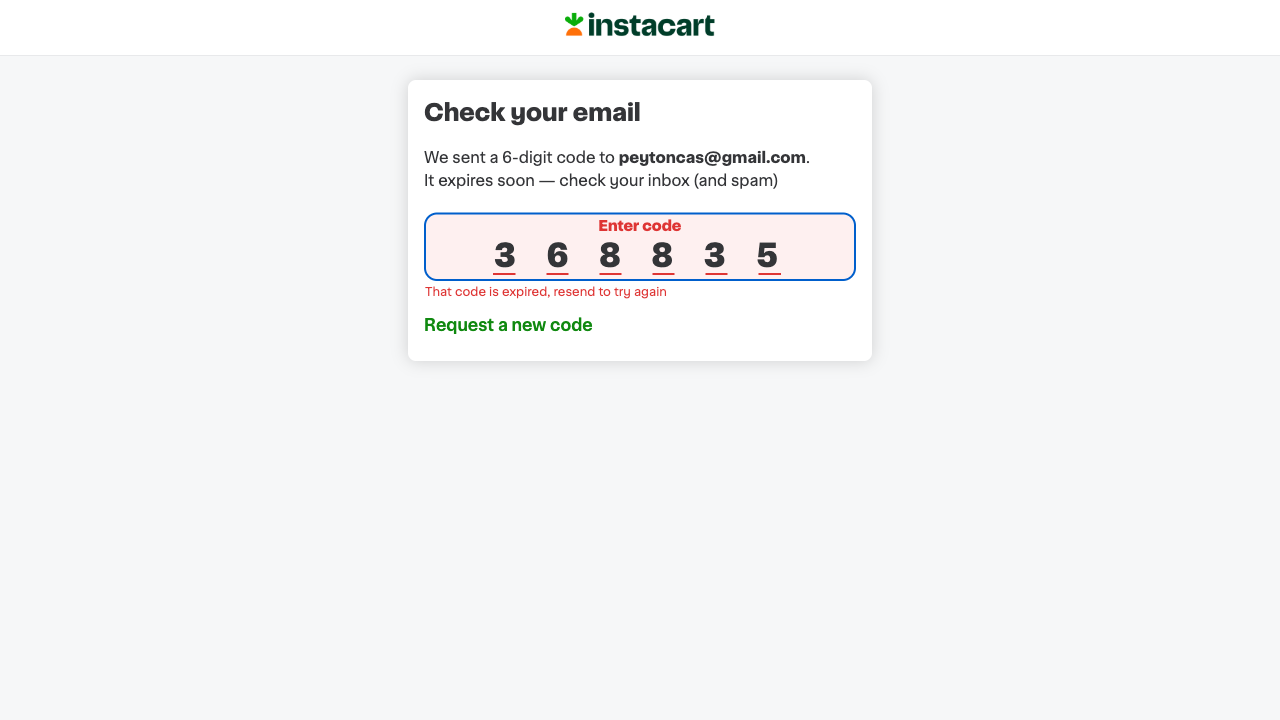 instacart
Check your email
We sent a 6-digit code to peytoncas@gmail.com.
It expires soon — check your inbox (and spam)
Enter code
3 6 8 8 3 5
That code is expired, resend to try again
Request a new code